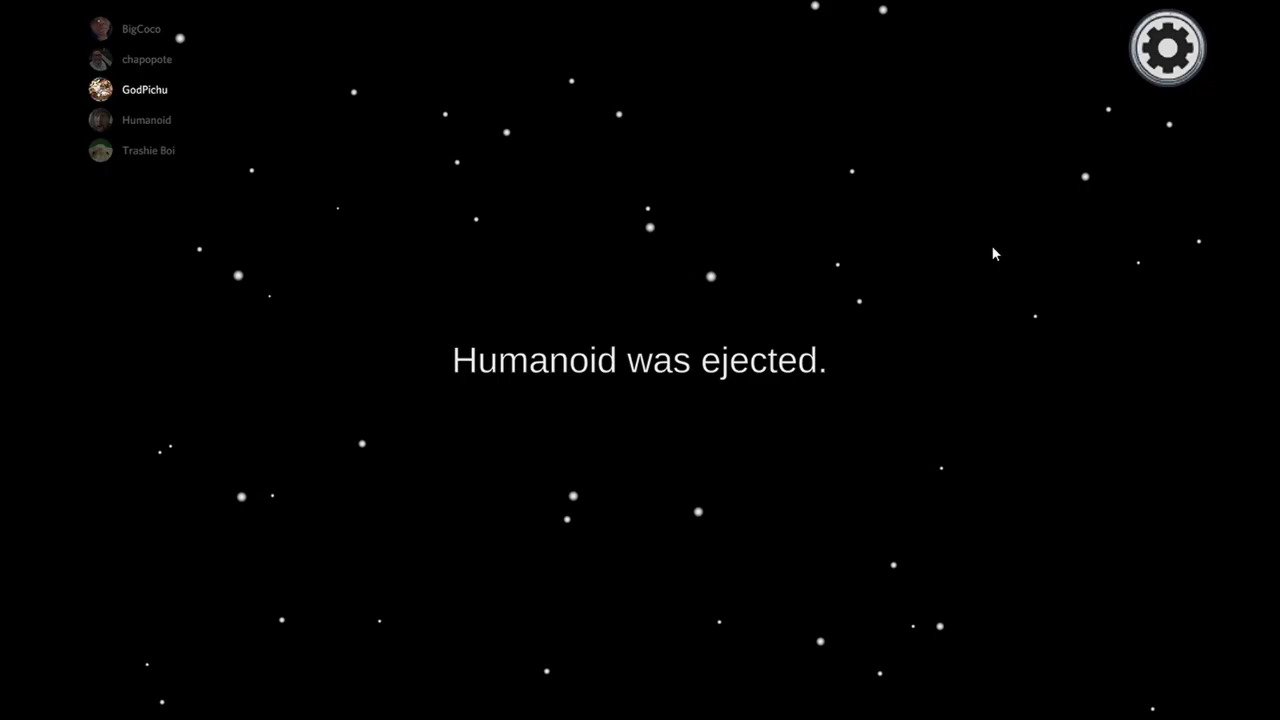 BigCoco
chapopote
GodPichu
Humanoid
Trashie Boi
Humanoid was ejected.